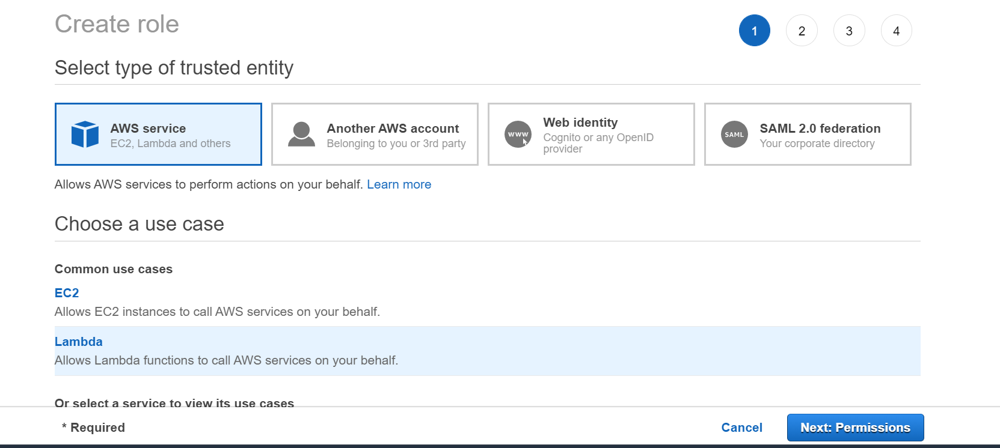 Create role
1 2 3 4
Select type of trusted entity
AWS service
EC2, Lambda and others
Another AWS account
Belonging to you or 3rd party
www
Web identity
Cognito or any OpenID
provider
SAML
SAML 2.0 federation
Your corporate directory
Allows AWS services to perform actions on your behalf. Learn more
Choose a use case
Common use cases
EC2
Allows EC2 instances to call AWS services on your behalf.
Lambda
Allows Lambda functions to call AWS services on your behalf.
Or select a service to view its use cases
* Required
Cancel
Next: Permissions